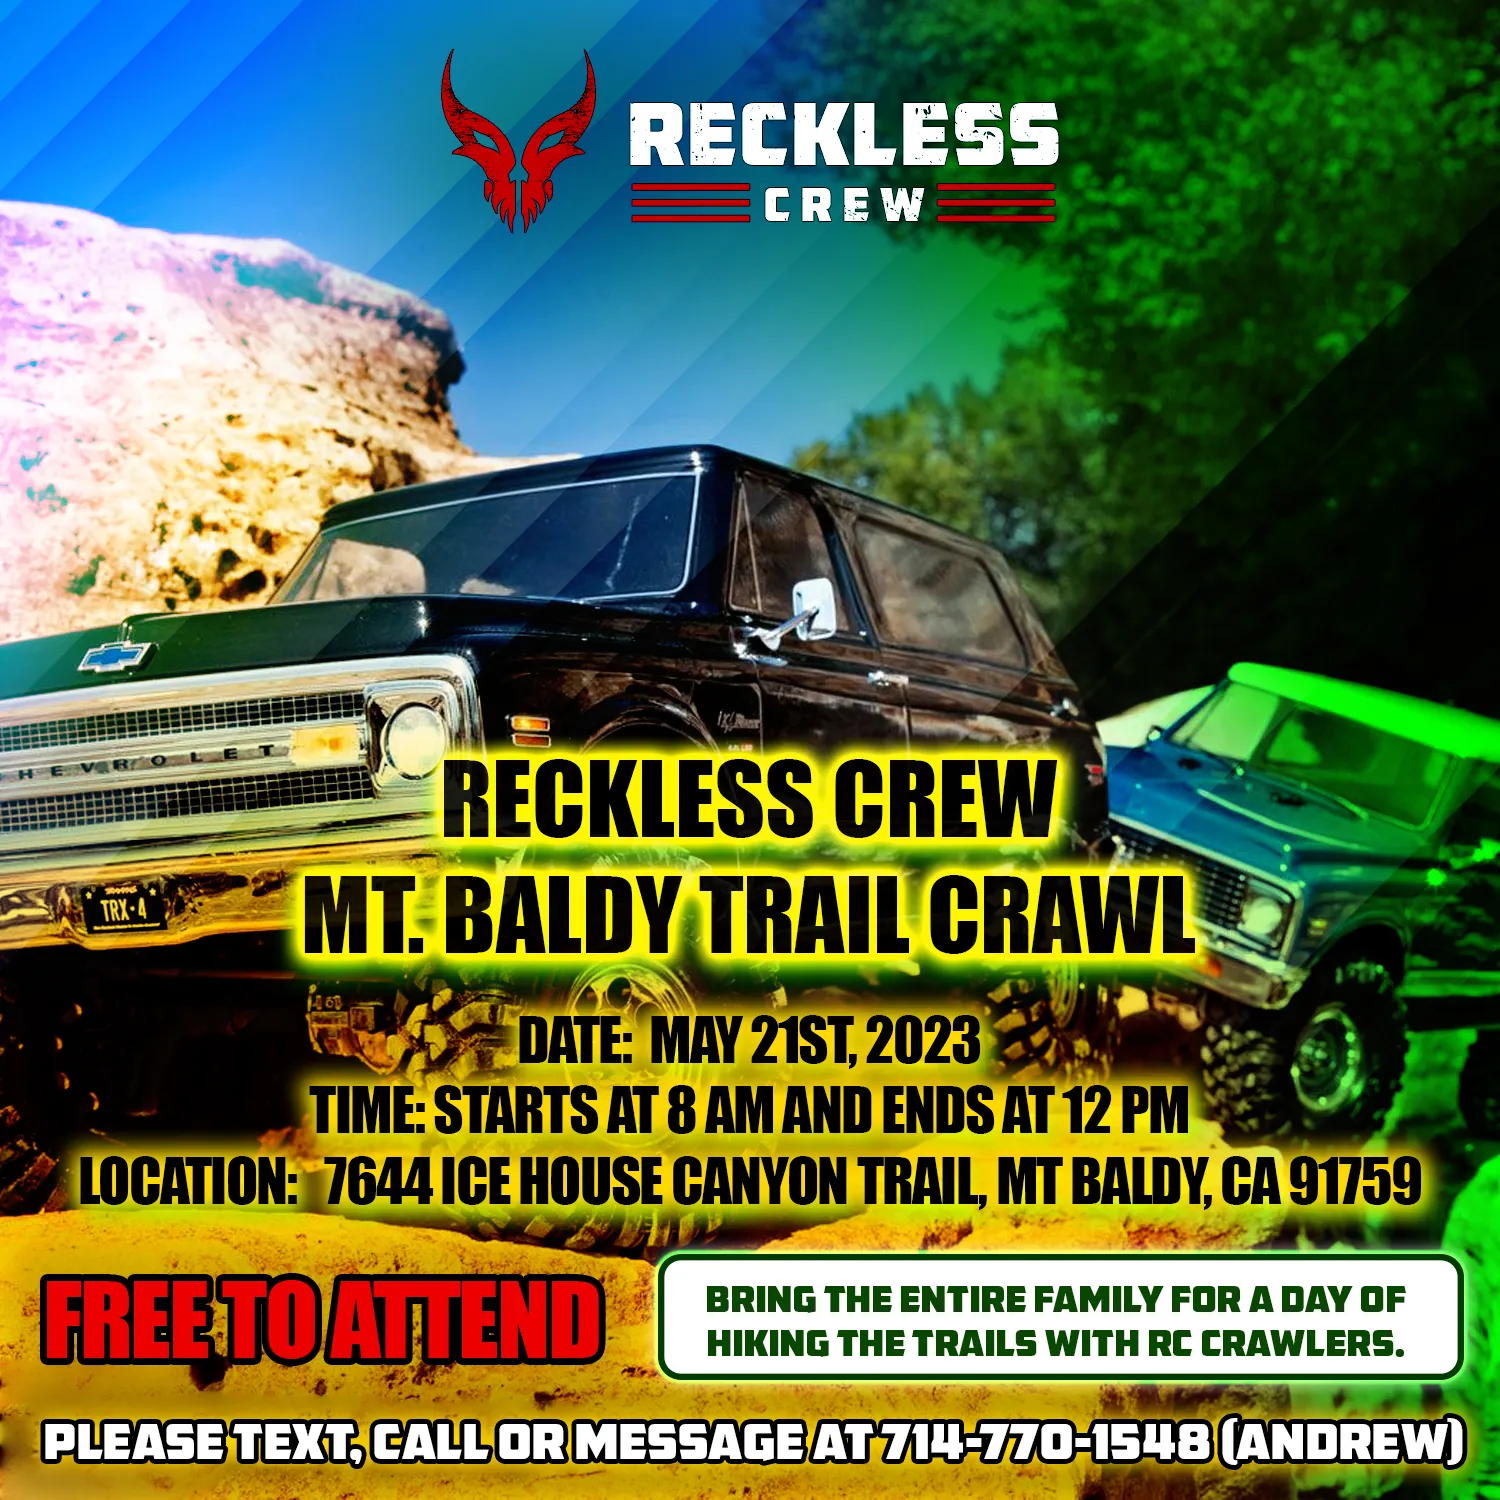 RECKLESS
CREW
CHEVROLET
TRX-4
RECKLESS CREW
MT. BALDY TRAIL CRAWL
DATE: MAY 21ST, 2023
TIME: STARTS AT 8 AM AND ENDS AT 12 PM
LOCATION: 7644 ICE HOUSE CANYON TRAIL, MT BALDY, CA 91759
FREE TO ATTEND
BRING THE ENTIRE FAMILY FOR A DAY OF
HIKING THE TRAILS WITH RC CRAWLERS.
PLEASE TEXT, CALL OR MESSAGE AT 714-770-1548 (ANDREW)